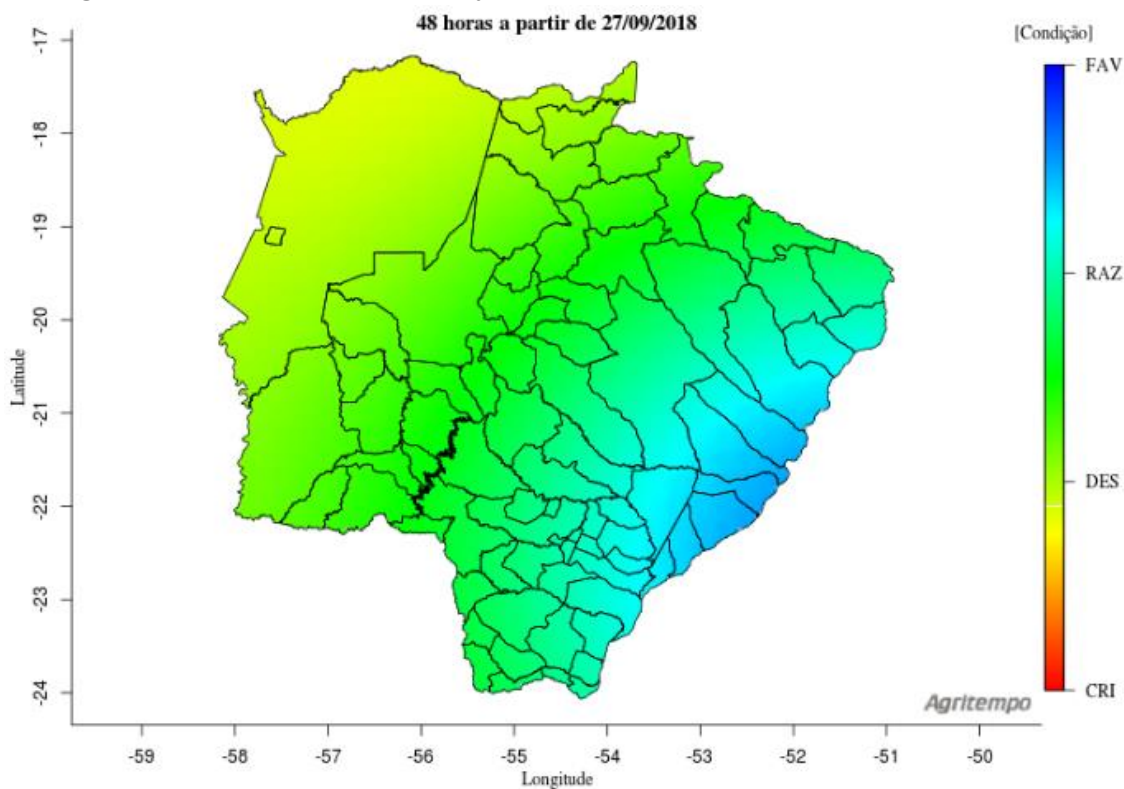 48 horas a partir de 27/09/2018
[Condição]
FAV
RAZ
DES
CRI
Latitude
-17
-18
-19
-20
-21
-22
-23
-24
Agritempo
-59 -58 -57 -56 -55 -54 -53 -52 -51 -50
Longitude